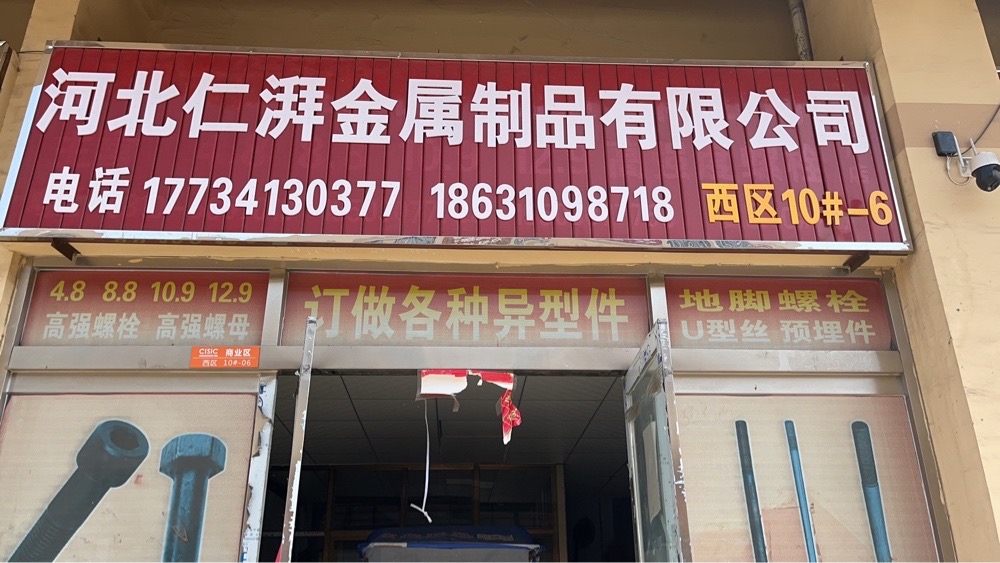 河北仁湃金属制品有限公司
电话 17734130377 18631098718 西区10#-6
4.8 8.8 10.9 12.9
高强螺栓 高强螺母
订做各种异型件
地脚螺栓
U型丝 预埋件
CISIC 商业区
西区 10#-06